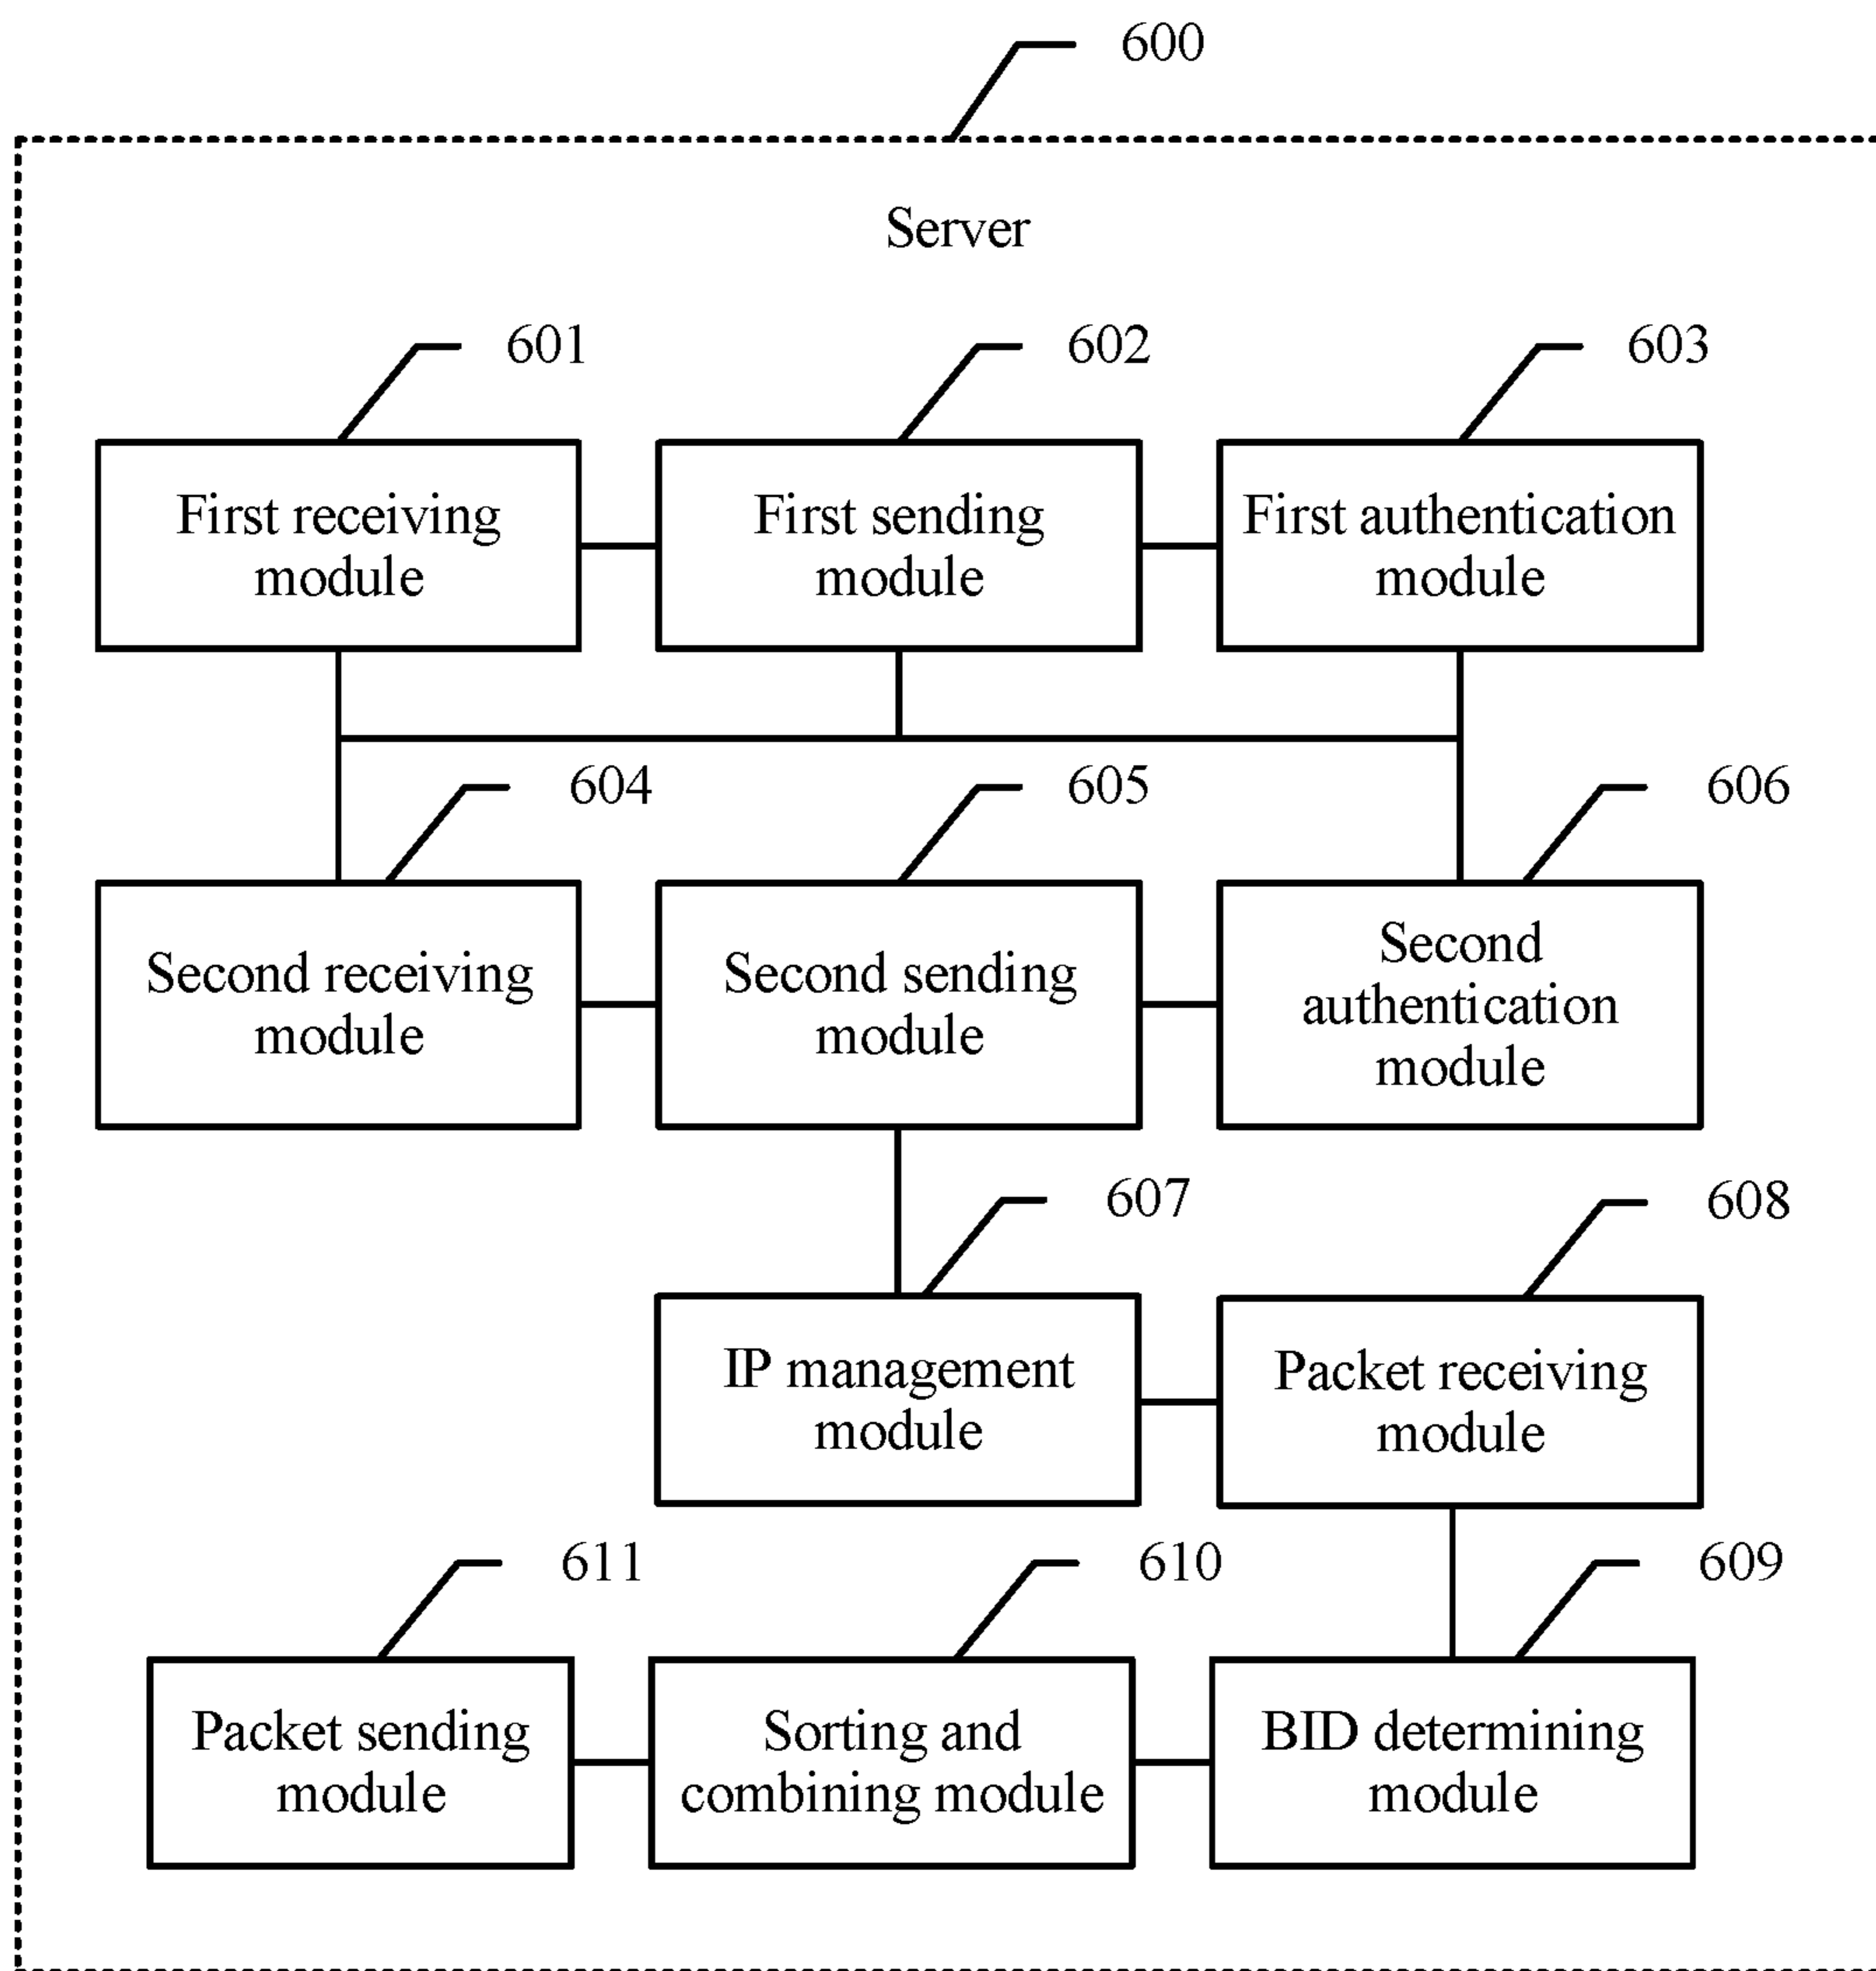 600
Server
601
602
603
First receiving
module
First sending
module
First authentication
module
604
605
606
Second receiving
module
Second sending
module
Second
authentication
module
607
608
IP management
module
Packet receiving
module
611
610
609
Packet sending
module
Sorting and
combining module
BID determining
module